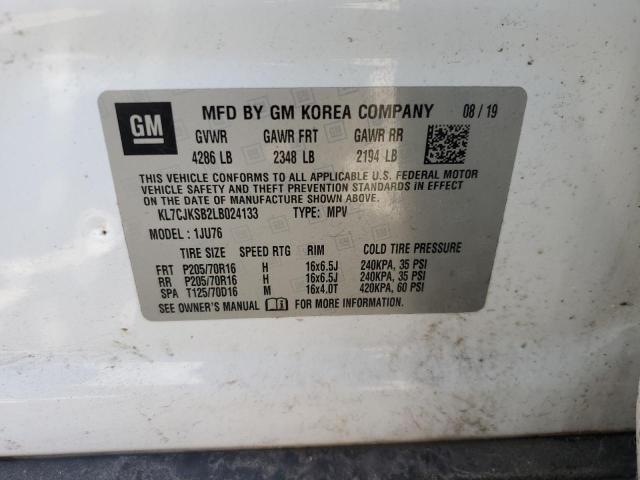 GM MFD BY GM KOREA COMPANY 08/19
GVWR GAWR FRT GAWR RR
4286 LB 2348 LB 2194 LB
THIS VEHICLE CONFORMS TO ALL APPLICABLE U.S. FEDERAL MOTOR
VEHICLE SAFETY AND THEFT PREVENTION STANDARDS IN EFFECT
ON THE DATE OF MANUFACTURE SHOWN ABOVE.
KL7CJKSB2LB024133 TYPE: MPV
MODEL : 1JU76
TIRE SIZE SPEED RTG RIM COLD TIRE PRESSURE
FRT P205/70R16 H 16x6.5J 240KPA, 35 PSI
RR P205/70R16 H 16x6.5J 240KPA, 35 PSI
SPA T125/70D16 M 16x4.0T 420KPA, 60 PSI
SEE OWNER'S MANUAL FOR MORE INFORMATION.